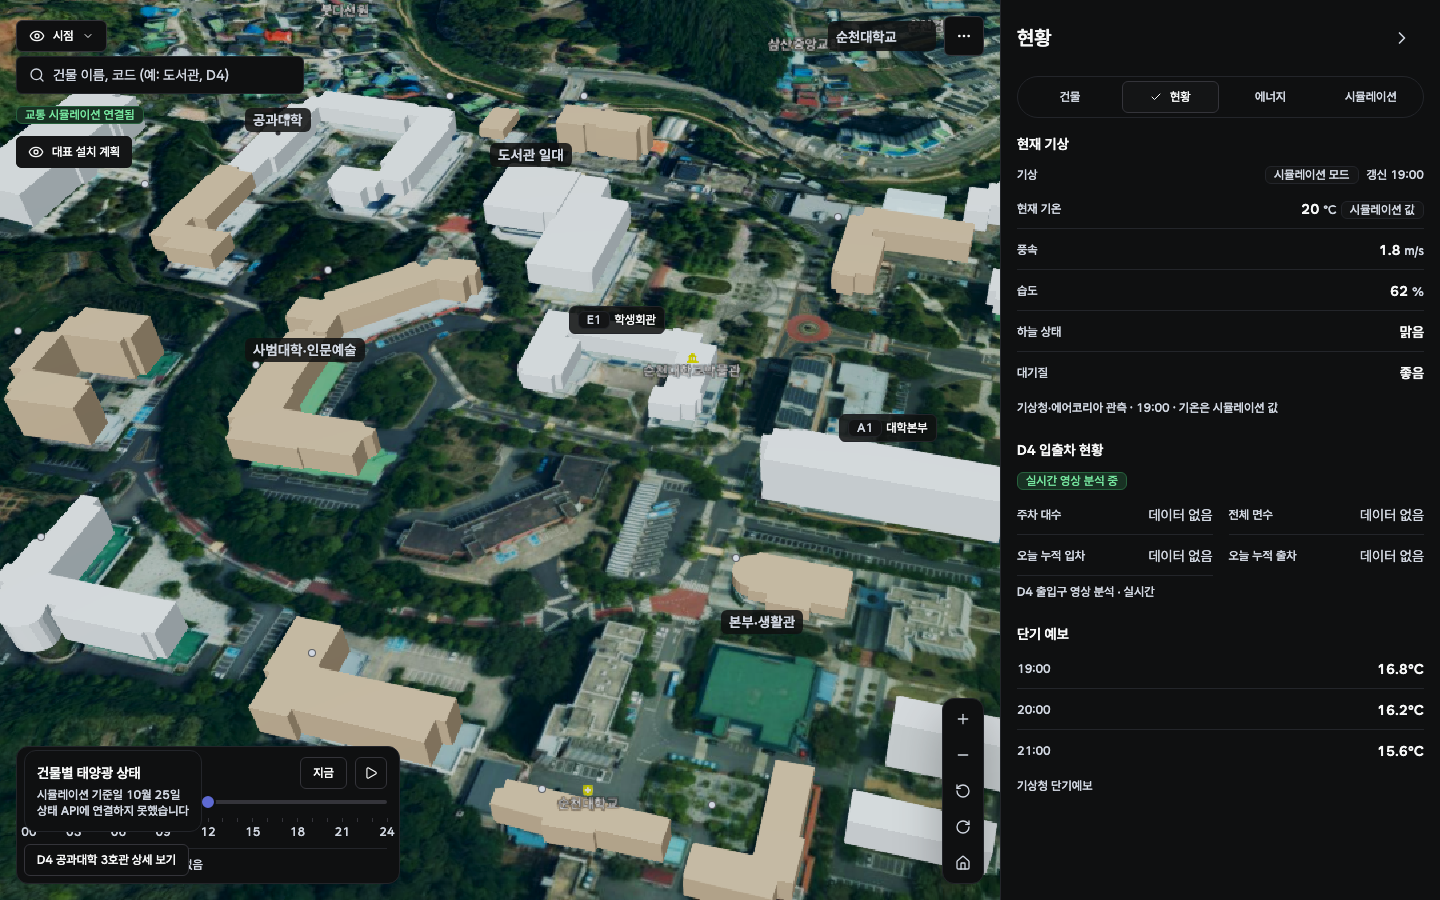 시점
건물 이름, 코드 (예: 도서관, D4)
교통 시뮬레이션 연결됨
대표 설치 계획
순천대학교
공과대학
도서관 일대
E1 학생회관
사범대학·인문예술
A1 대학본부
본부·생활관
순천대학교
건물별 태양광 상태
시뮬레이션 기준일 10월 25일
상태 API에 연결하지 못했습니다
지금
12 15 18 21 24
D4 공과대학 3호관 상세 보기
없음
현황
건물 현황 에너지 시뮬레이션
현재 기상
기상 시뮬레이션 모드 갱신 19:00
현재 기온 20 °C 시뮬레이션 값
풍속 1.8 m/s
습도 62 %
하늘 상태 맑음
대기질 좋음
기상청·에어코리아 관측 · 19:00 · 기온은 시뮬레이션 값
D4 입출차 현황
실시간 영상 분석 중
주차 대수 데이터 없음 전체 면수 데이터 없음
오늘 누적 입차 데이터 없음 오늘 누적 출차 데이터 없음
D4 출입구 영상 분석 · 실시간
단기 예보
19:00 16.8°C
20:00 16.2°C
21:00 15.6°C
기상청 단기예보